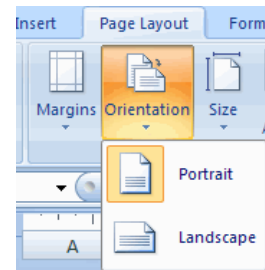 Insert Page Layout Form
Margins Orientation Size
Portrait
Landscape
A